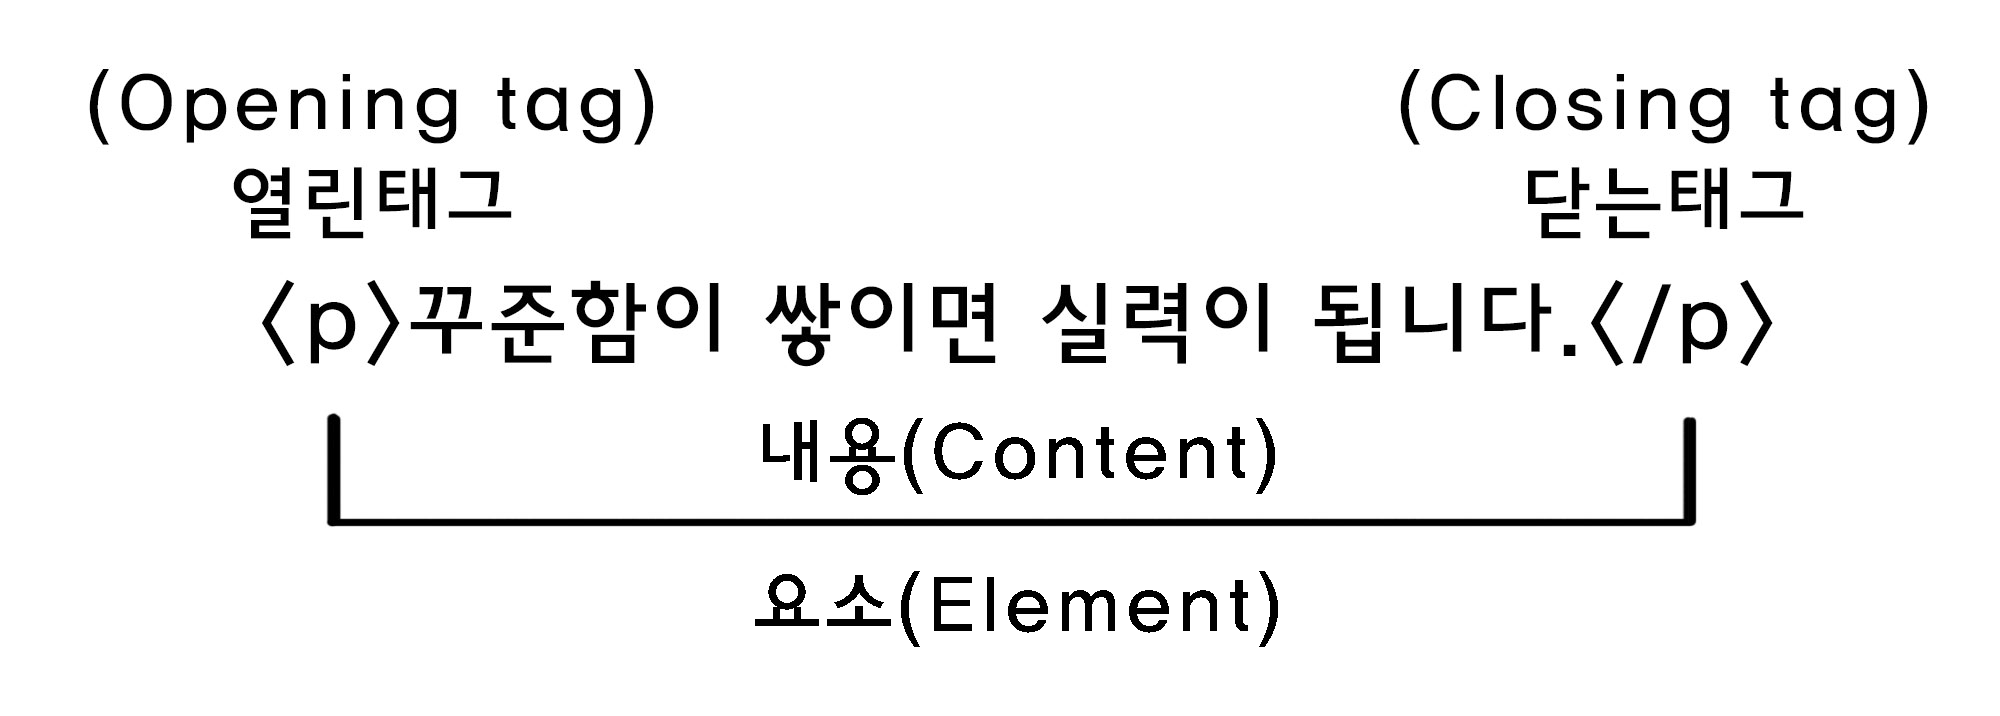 (Opening tag) (Closing tag)
열린태그 닫는태그
<p>꾸준함이 쌓이면 실력이 됩니다.</p>
내용(Content)
요소(Element)